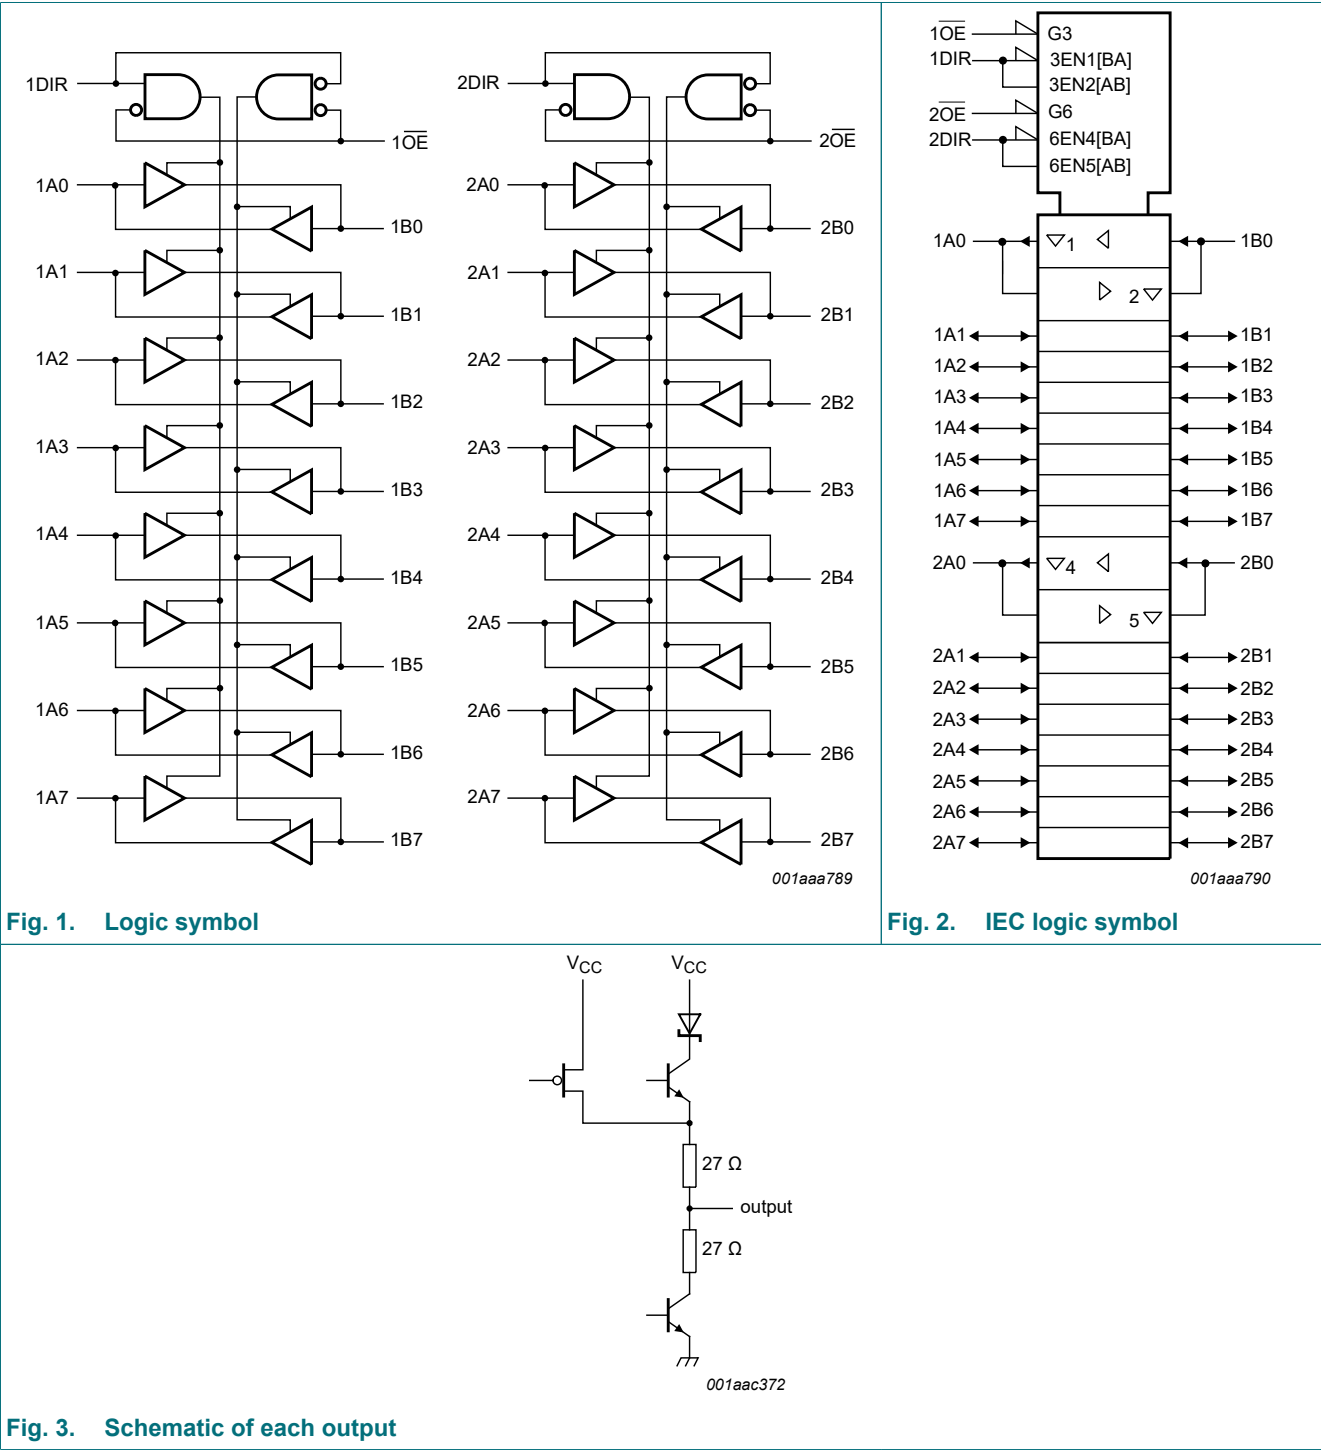 1DIR
1O̅E̅
1A0
1B0
1A1
1B1
1A2
1B2
1A3
1B3
1A4
1B4
1A5
1B5
1A6
1B6
1A7
1B7
2DIR
2O̅E̅
2A0
2B0
2A1
2B1
2A2
2B2
2A3
2B3
2A4
2B4
2A5
2B5
2A6
2B6
2A7
2B7
001aaa789
Fig. 1. Logic symbol
1O̅E̅ G3
1DIR 3EN1[BA]
3EN2[AB]
2O̅E̅ G6
2DIR 6EN4[BA]
6EN5[AB]
1A0 1 1B0
2
1A1 1B1
1A2 1B2
1A3 1B3
1A4 1B4
1A5 1B5
1A6 1B6
1A7 1B7
2A0 4 2B0
5
2A1 2B1
2A2 2B2
2A3 2B3
2A4 2B4
2A5 2B5
2A6 2B6
2A7 2B7
001aaa790
Fig. 2. IEC logic symbol
VCC VCC
27 Ω
output
27 Ω
001aac372
Fig. 3. Schematic of each output